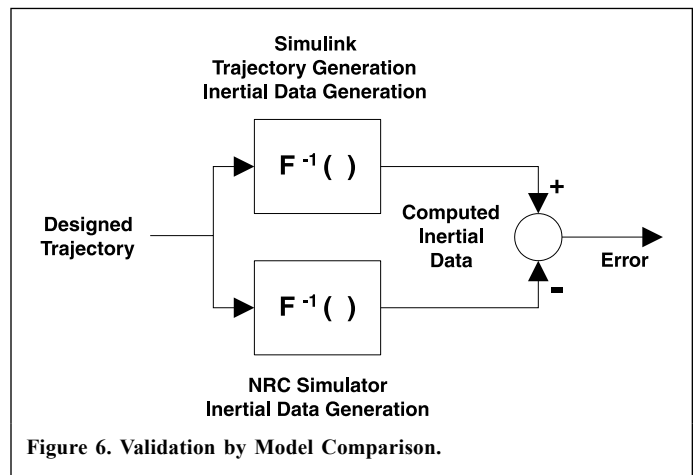 Simulink
Trajectory Generation
Inertial Data Generation
F -1 ( )
+
Designed
Trajectory
Computed
Inertial
Data
Error
-
F -1 ( )
NRC Simulator
Inertial Data Generation
Figure 6. Validation by Model Comparison.